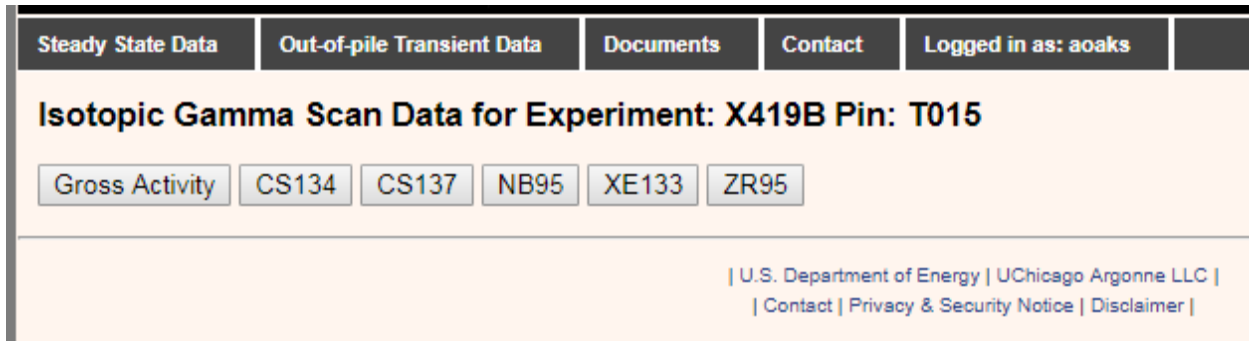 Steady State Data Out-of-pile Transient Data Documents Contact Logged in as: aoaks
Isotopic Gamma Scan Data for Experiment: X419B Pin: T015
Gross Activity CS134 CS137 NB95 XE133 ZR95
| U.S. Department of Energy | UChicago Argonne LLC |
| Contact | Privacy & Security Notice | Disclaimer |